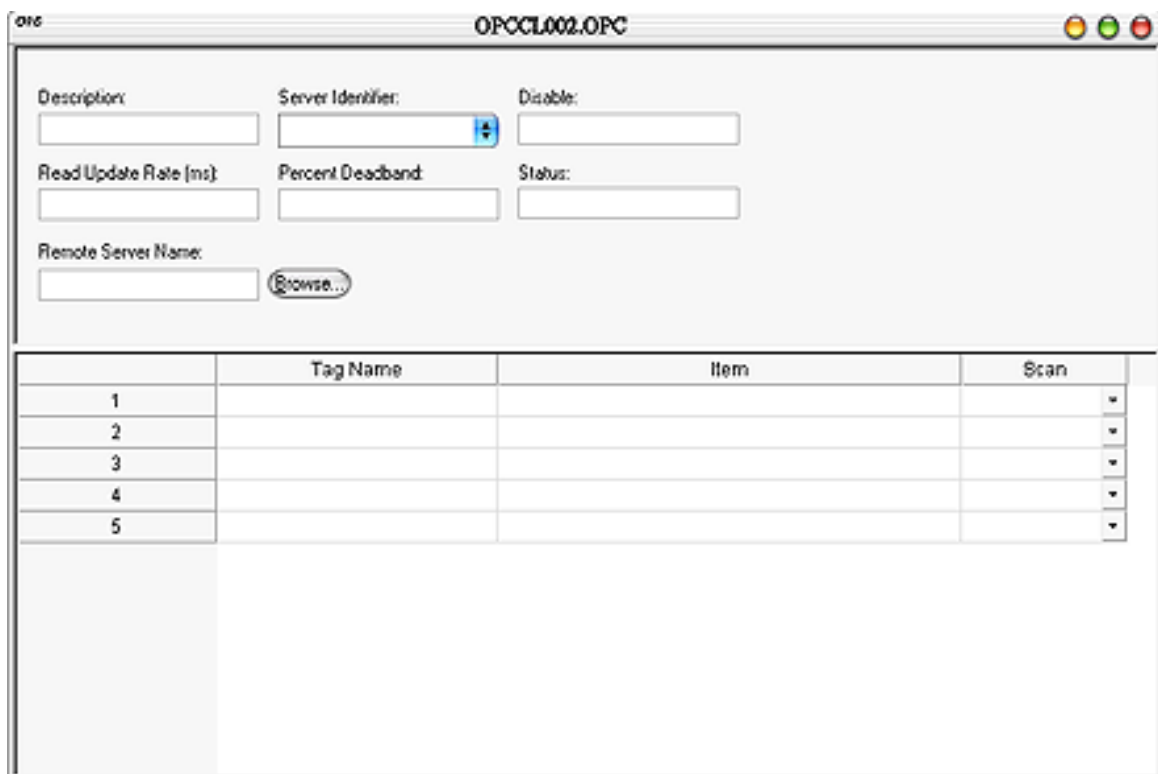 OPCCL002.OPC
Description: Server Identifier: Disable:
Read Update Rate (ms): Percent Deadband: Status:
Remote Server Name:
Browse...
Tag Name Item Scan
1
2
3
4
5